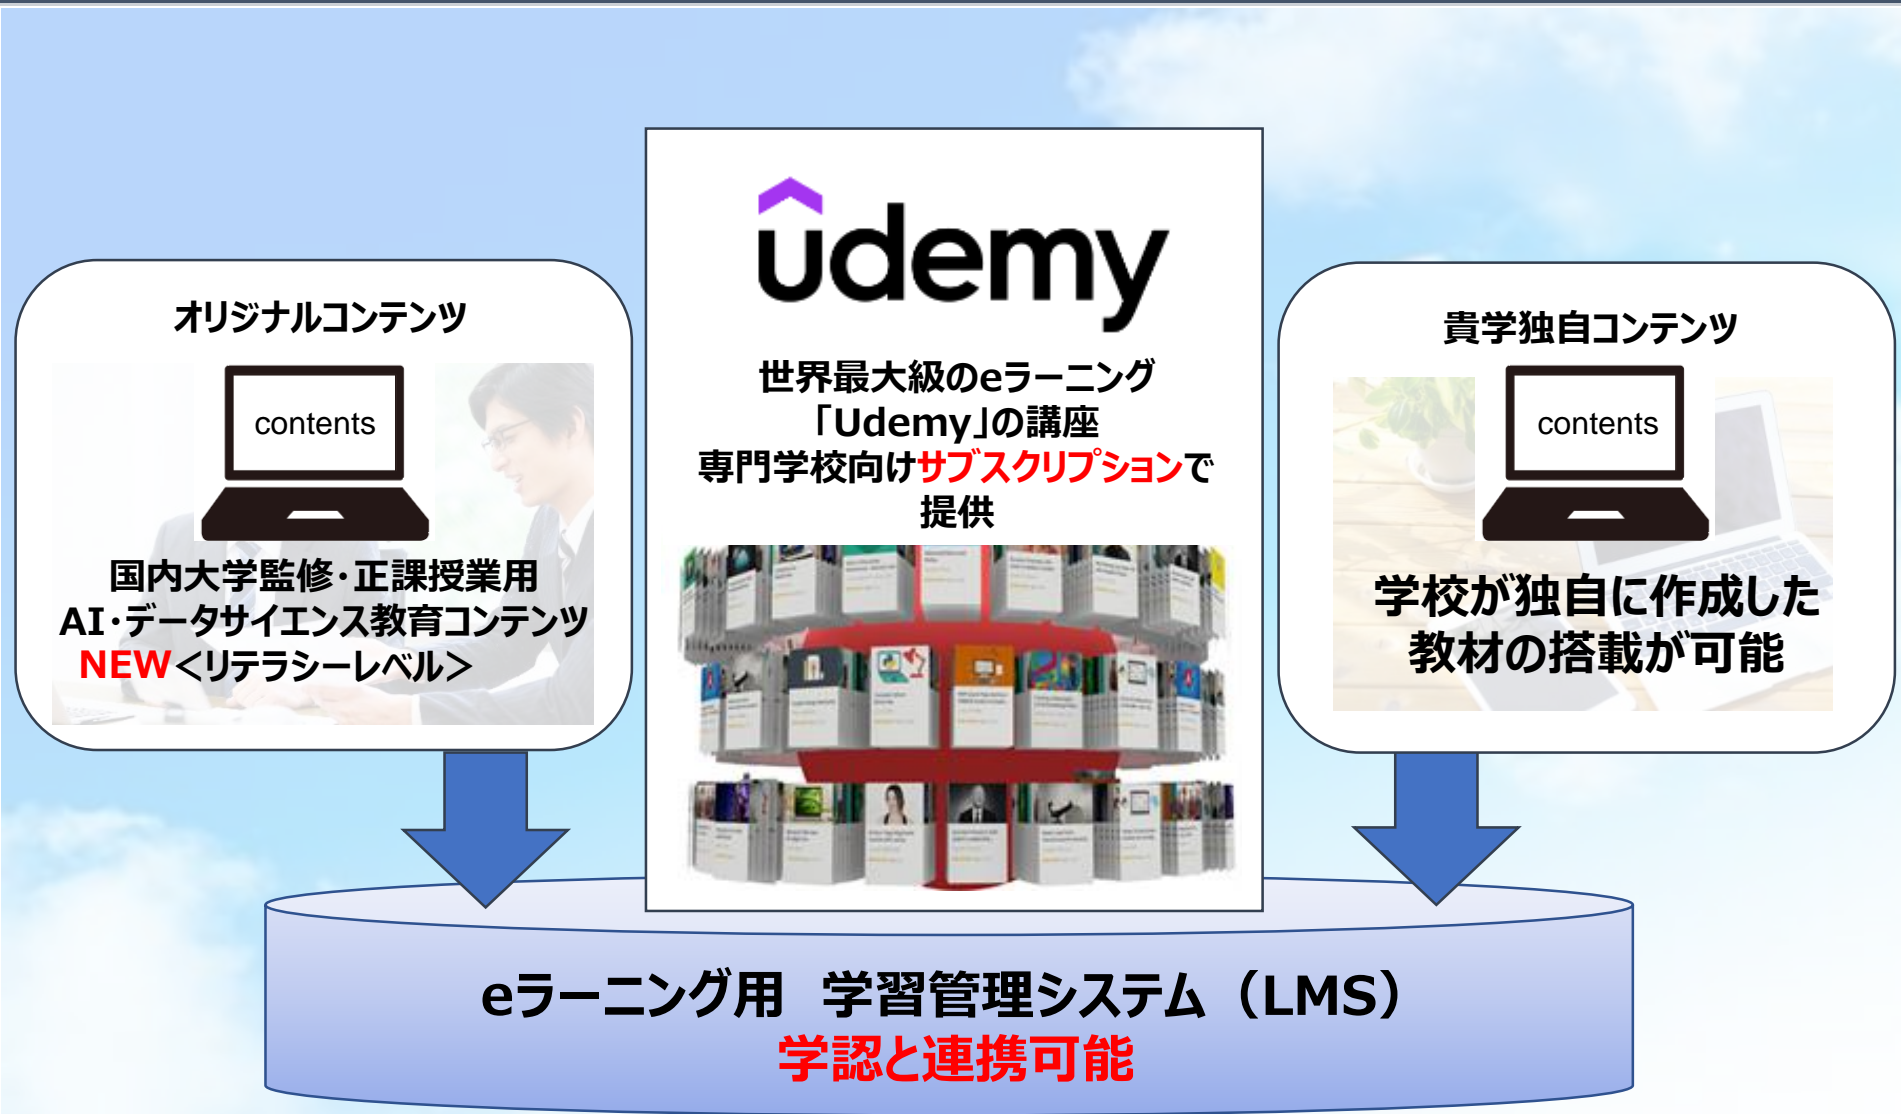 オリジナルコンテンツ
contents
国内大学監修・正課授業用
AI・データサイエンス教育コンテンツ
NEW＜リテラシーレベル＞
udemy
世界最大級のeラーニング
「Udemy」の講座
専門学校向けサブスクリプションで
提供
貴学独自コンテンツ
contents
学校が独自に作成した
教材の搭載が可能
eラーニング用　学習管理システム（LMS）
学認と連携可能